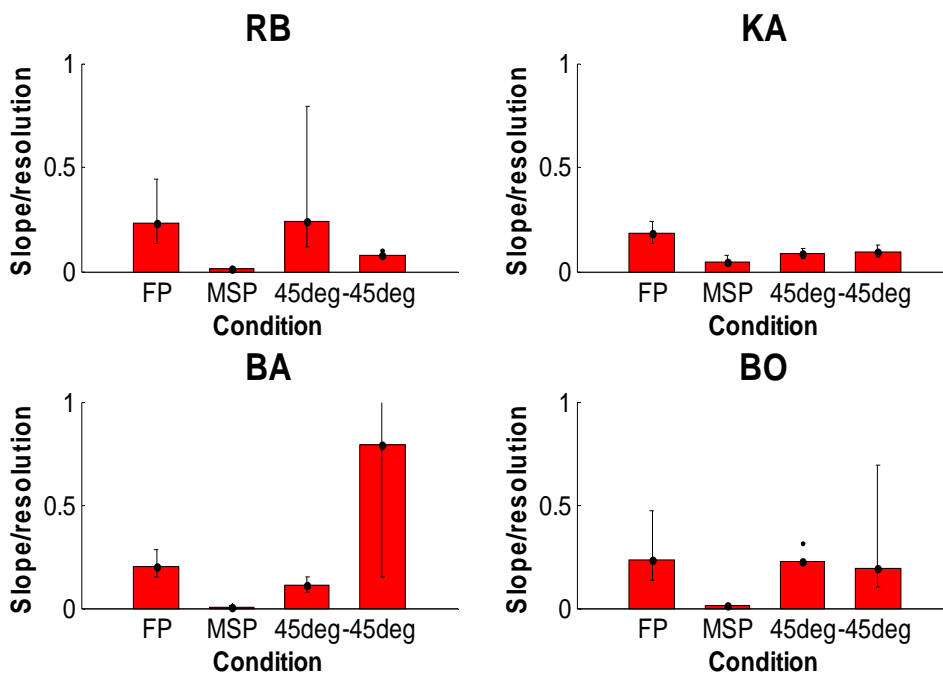 RB
Slope/resolution
1
0.5
0
FP MSP 45deg-45deg
Condition
KA
Slope/resolution
1
0.5
0
FP MSP 45deg-45deg
Condition
BA
Slope/resolution
1
0.5
0
FP MSP 45deg-45deg
Condition
BO
Slope/resolution
1
0.5
0
FP MSP 45deg-45deg
Condition